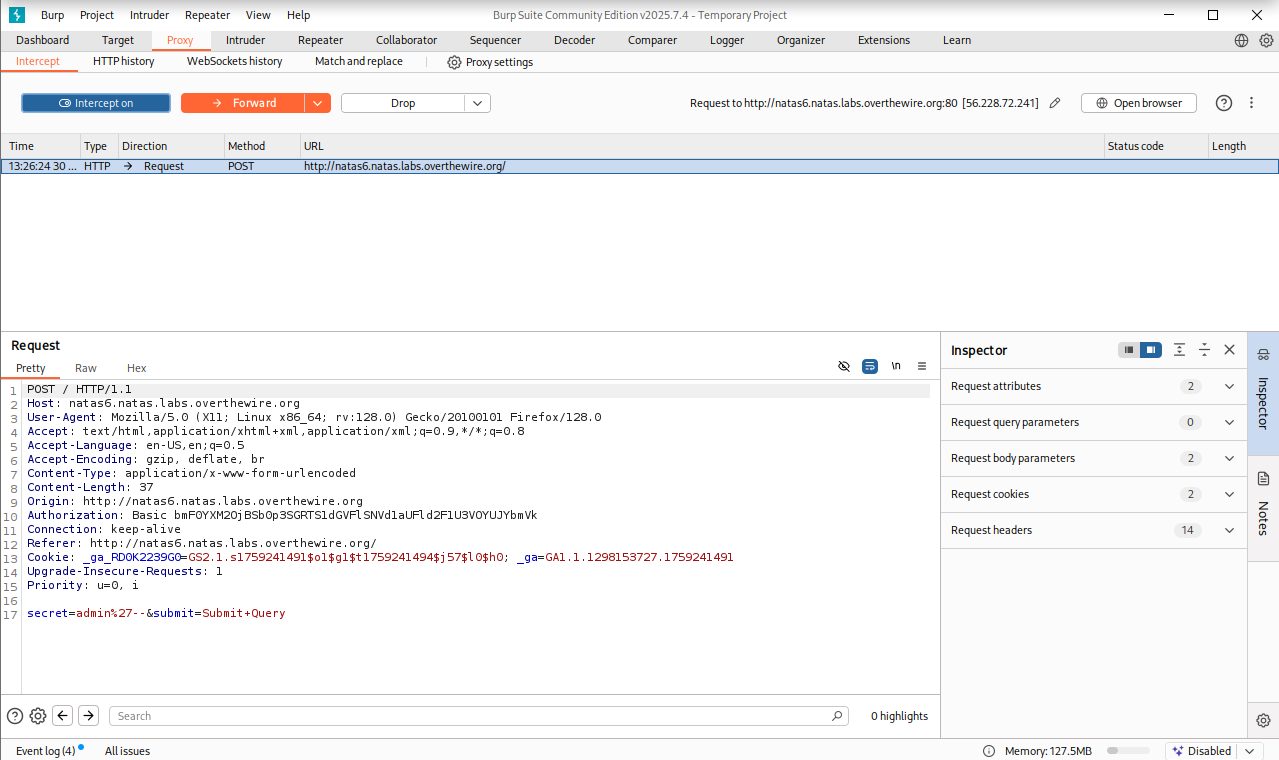 Burp Project Intruder Repeater View Help Burp Suite Community Edition v2025.7.4 - Temporary Project
Dashboard Target Proxy Intruder Repeater Collaborator Sequencer Decoder Comparer Logger Organizer Extensions Learn
Intercept HTTP history WebSockets history Match and replace Proxy settings
Intercept on Forward Drop Request to http://natas6.natas.labs.overthewire.org:80 [56.228.72.241] Open browser
Time Type Direction Method URL Status code Length
13:26:24 30 ... HTTP Request POST http://natas6.natas.labs.overthewire.org/
Request
Pretty Raw Hex \n
1 POST / HTTP/1.1
2 Host: natas6.natas.labs.overthewire.org
3 User-Agent: Mozilla/5.0 (X11; Linux x86_64; rv:128.0) Gecko/20100101 Firefox/128.0
4 Accept: text/html,application/xhtml+xml,application/xml;q=0.9,*/*;q=0.8
5 Accept-Language: en-US,en;q=0.5
6 Accept-Encoding: gzip, deflate, br
7 Content-Type: application/x-www-form-urlencoded
8 Content-Length: 37
9 Origin: http://natas6.natas.labs.overthewire.org
10 Authorization: Basic
11 Connection: keep-alive
12 Referer: http://natas6.natas.labs.overthewire.org/
13 Cookie: _ga_RD0K2239G0=GS2.1.s1759241491$o1$g1$t1759241494$j57$l0$h0; _ga=GA1.1.1298153727.1759241491
14 Upgrade-Insecure-Requests: 1
15 Priority: u=0, i
16
17 secret=admin%27--&submit=Submit+Query
Search 0 highlights
Inspector
Request attributes 2
Request query parameters 0
Request body parameters 2
Request cookies 2
Request headers 14
Inspector
Notes
Event log (4) All issues Memory: 127.5MB Disabled